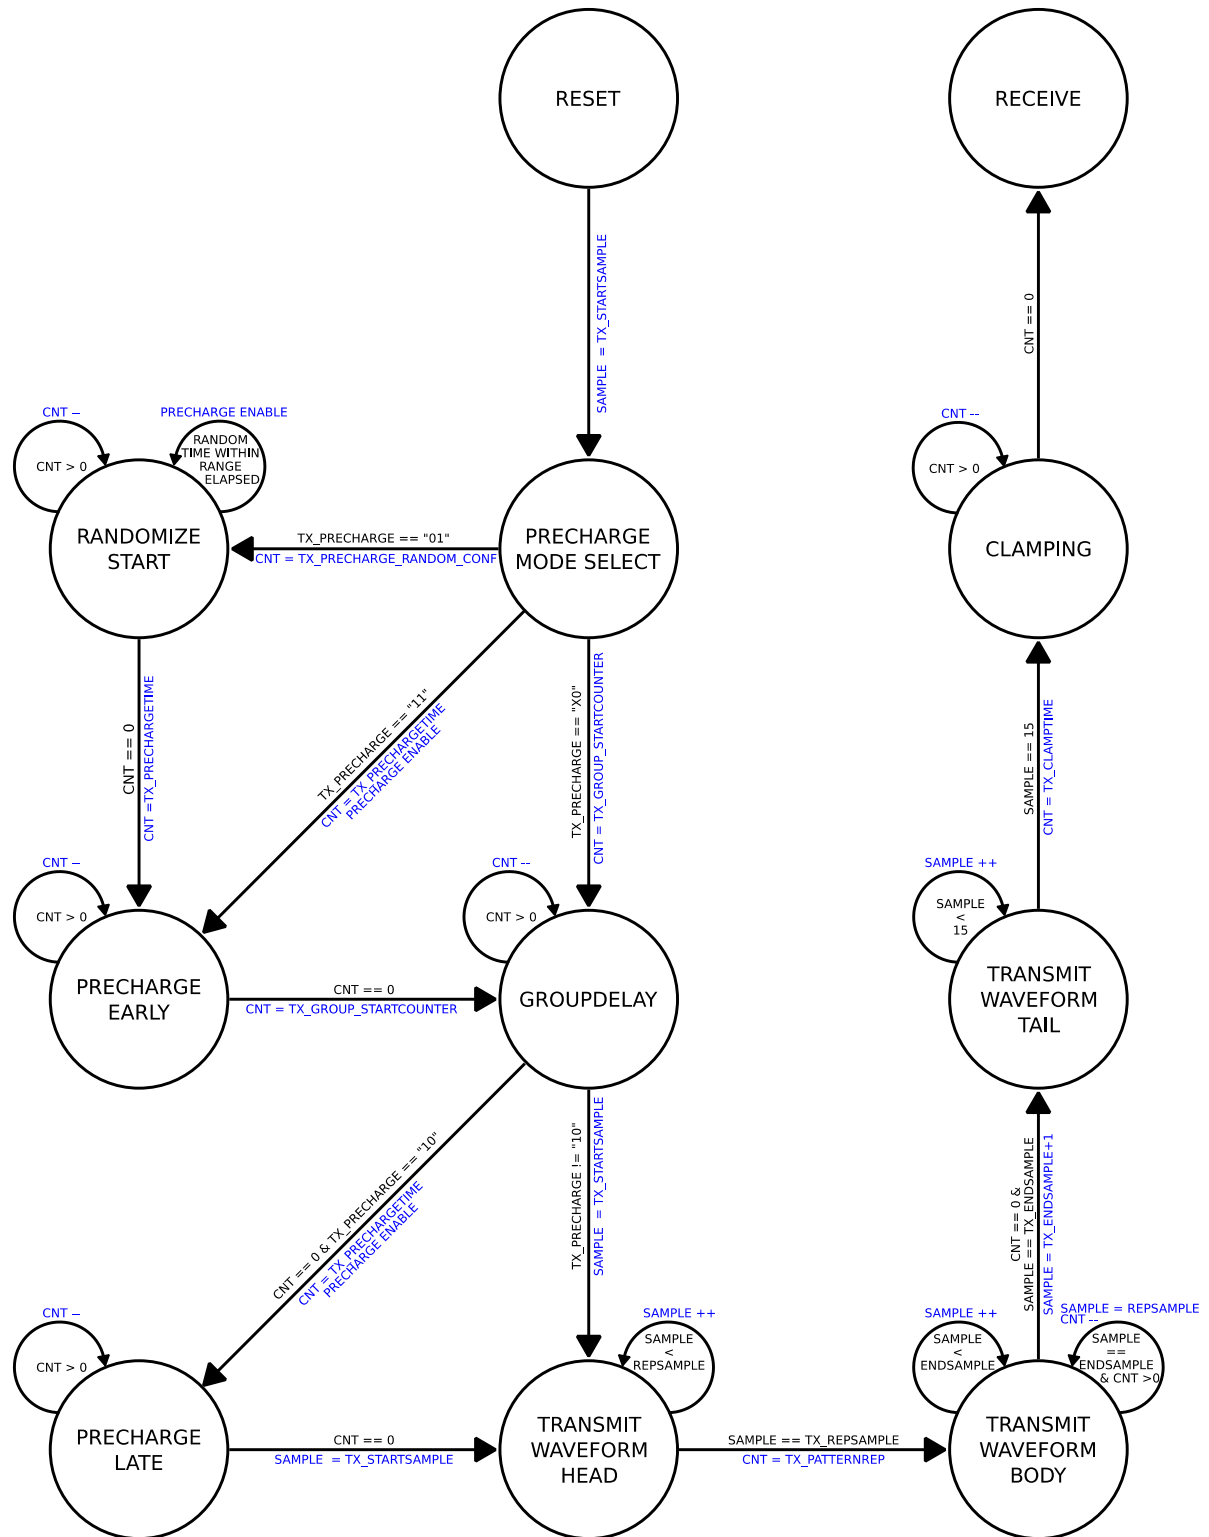 RESET
RECEIVE
SAMPLE  = TX_STARTSAMPLE
CNT == 0
CNT –
CNT > 0
PRECHARGE ENABLE
RANDOM
TIME WITHIN
RANGE
ELAPSED
CNT --
CNT > 0
RANDOMIZE
START
TX_PRECHARGE == "01"
CNT = TX_PRECHARGE_RANDOM_CONF
PRECHARGE
MODE SELECT
CLAMPING
CNT == 0
CNT =TX_PRECHARGETIME
TX_PRECHARGE == "11"
CNT = TX_PRECHARGETIME
PRECHARGE ENABLE
TX_PRECHARGE == "X0"
CNT = TX_GROUP_STARTCOUNTER
SAMPLE == 15
CNT = TX_CLAMPTIME
CNT –
CNT > 0
CNT --
CNT > 0
SAMPLE ++
SAMPLE
<
15
PRECHARGE
EARLY
CNT == 0
CNT = TX_GROUP_STARTCOUNTER
GROUPDELAY
TRANSMIT
WAVEFORM
TAIL
CNT == 0 & TX_PRECHARGE == "10"
CNT = TX_PRECHARGETIME
PRECHARGE ENABLE
TX_PRECHARGE != "10"
SAMPLE  = TX_STARTSAMPLE
CNT == 0 &
SAMPLE == TX_ENDSAMPLE
SAMPLE = TX_ENDSAMPLE+1
CNT –
CNT > 0
SAMPLE ++
SAMPLE
<
REPSAMPLE
SAMPLE ++
SAMPLE
<
ENDSAMPLE
SAMPLE = REPSAMPLE
CNT --
SAMPLE
==
ENDSAMPLE
& CNT >0
PRECHARGE
LATE
CNT == 0
SAMPLE  = TX_STARTSAMPLE
TRANSMIT
WAVEFORM
HEAD
SAMPLE == TX_REPSAMPLE
CNT = TX_PATTERNREP
TRANSMIT
WAVEFORM
BODY